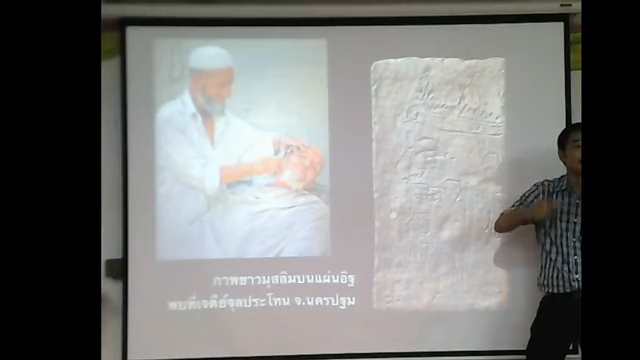 ภาพชาวมุสลิมบนแผ่นอิฐ
พบที่เจดีย์จุลประโทน จ.นครปฐม